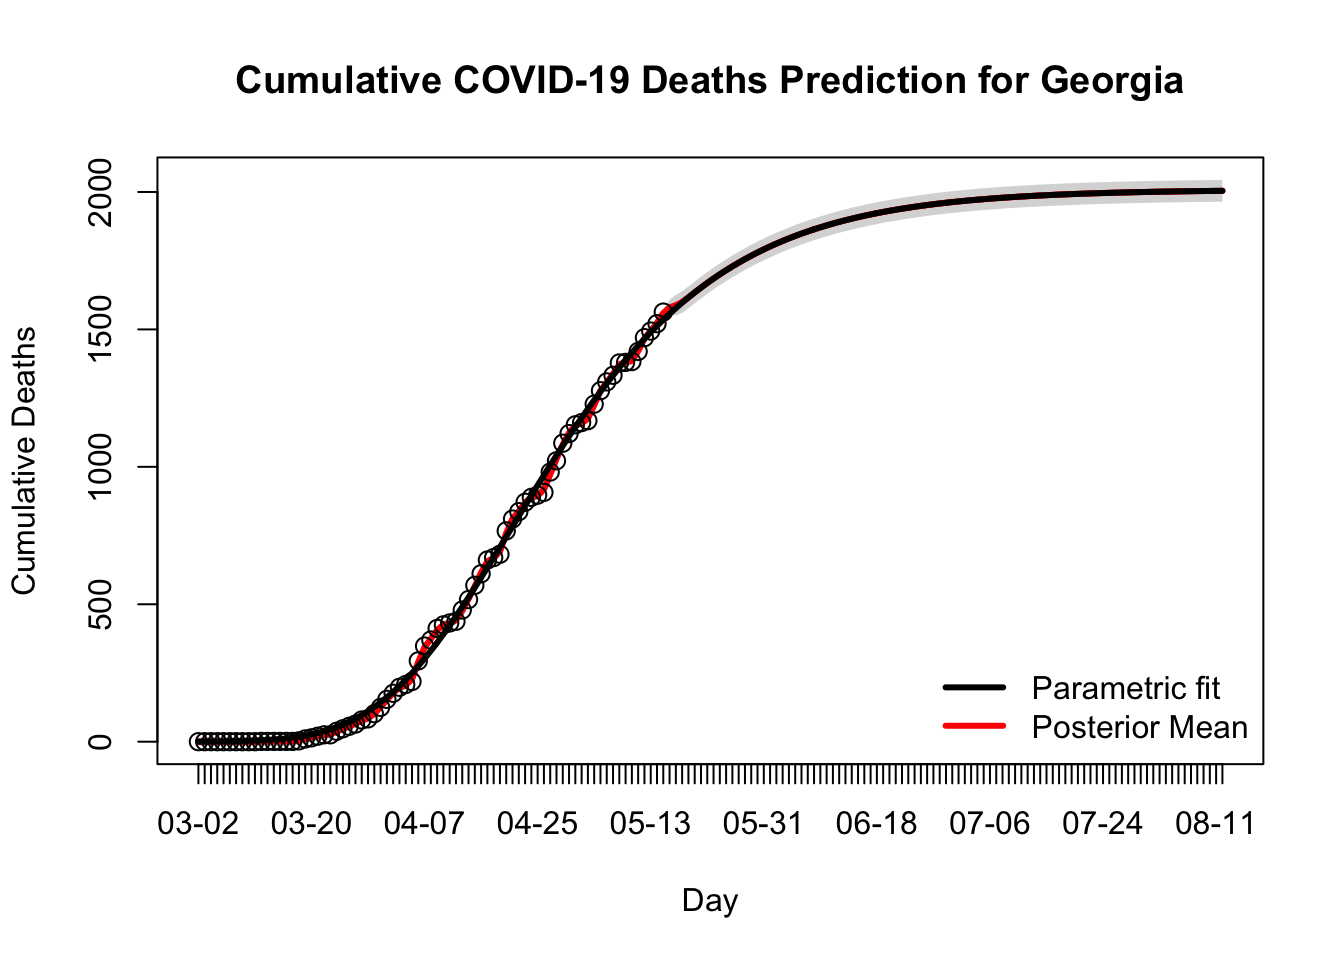 Cumulative COVID-19 Deaths Prediction for Georgia
Cumulative Deaths
2000
1500
1000
500
0
Parametric fit
Posterior Mean
03-02 03-20 04-07 04-25 05-13 05-31 06-18 07-06 07-24 08-11
Day